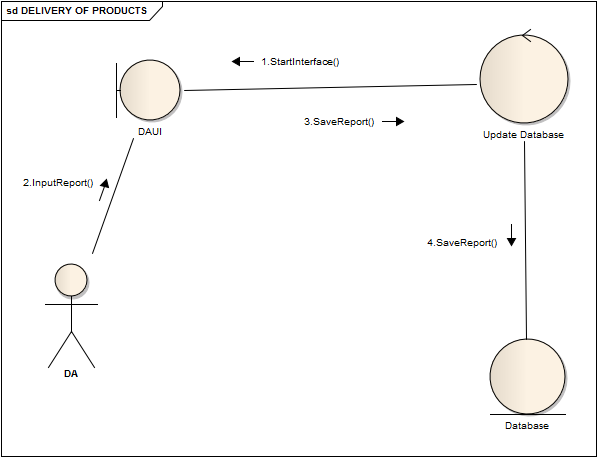 sd DELIVERY OF PRODUCTS
1.StartInterface()
DAUI
3.SaveReport()
Update Database
2.InputReport()
4.SaveReport()
DA
Database